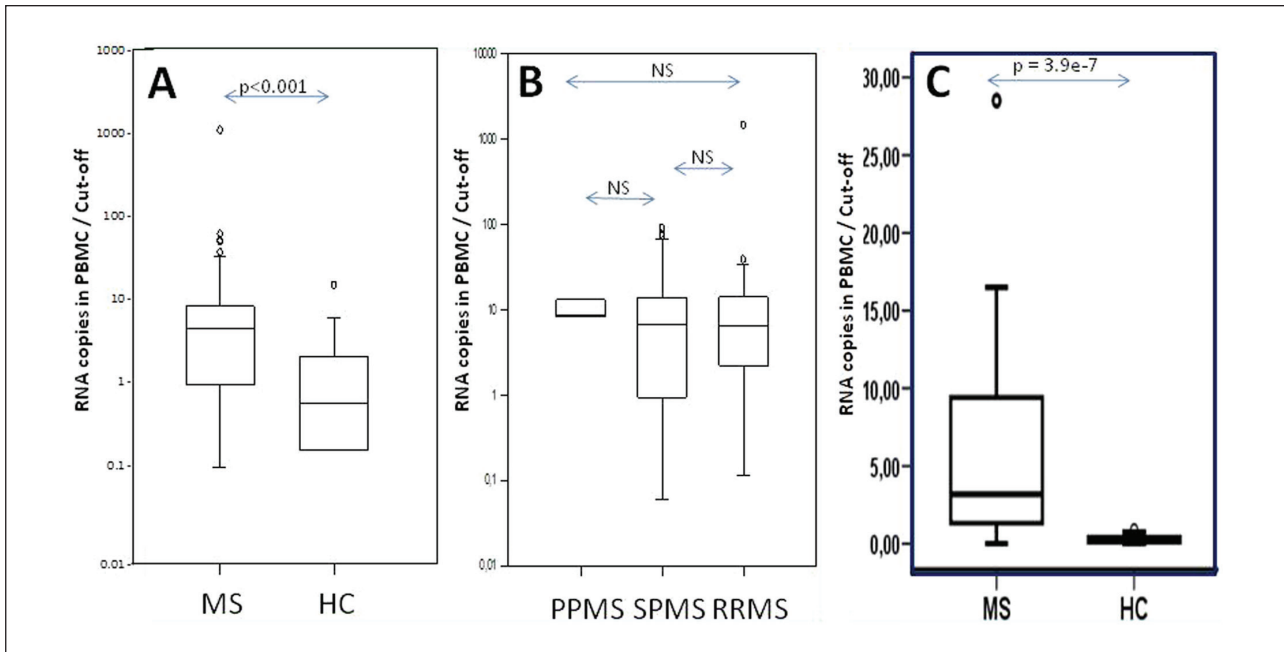 A
p<0.001
RNA copies in PBMC / Cut-off
1000
1000
100
10
1
0.1
0.01
MS HC
B
NS
NS
NS
RNA copies in PBMC / Cut-off
10000
1000
100
10
1
0,1
0,01
PPMS SPMS RRMS
C
p = 3.9e-7
RNA copies in PBMC / Cut-off
30,00
25,00
20,00
15,00
10,00
5,00
0,00
MS HC